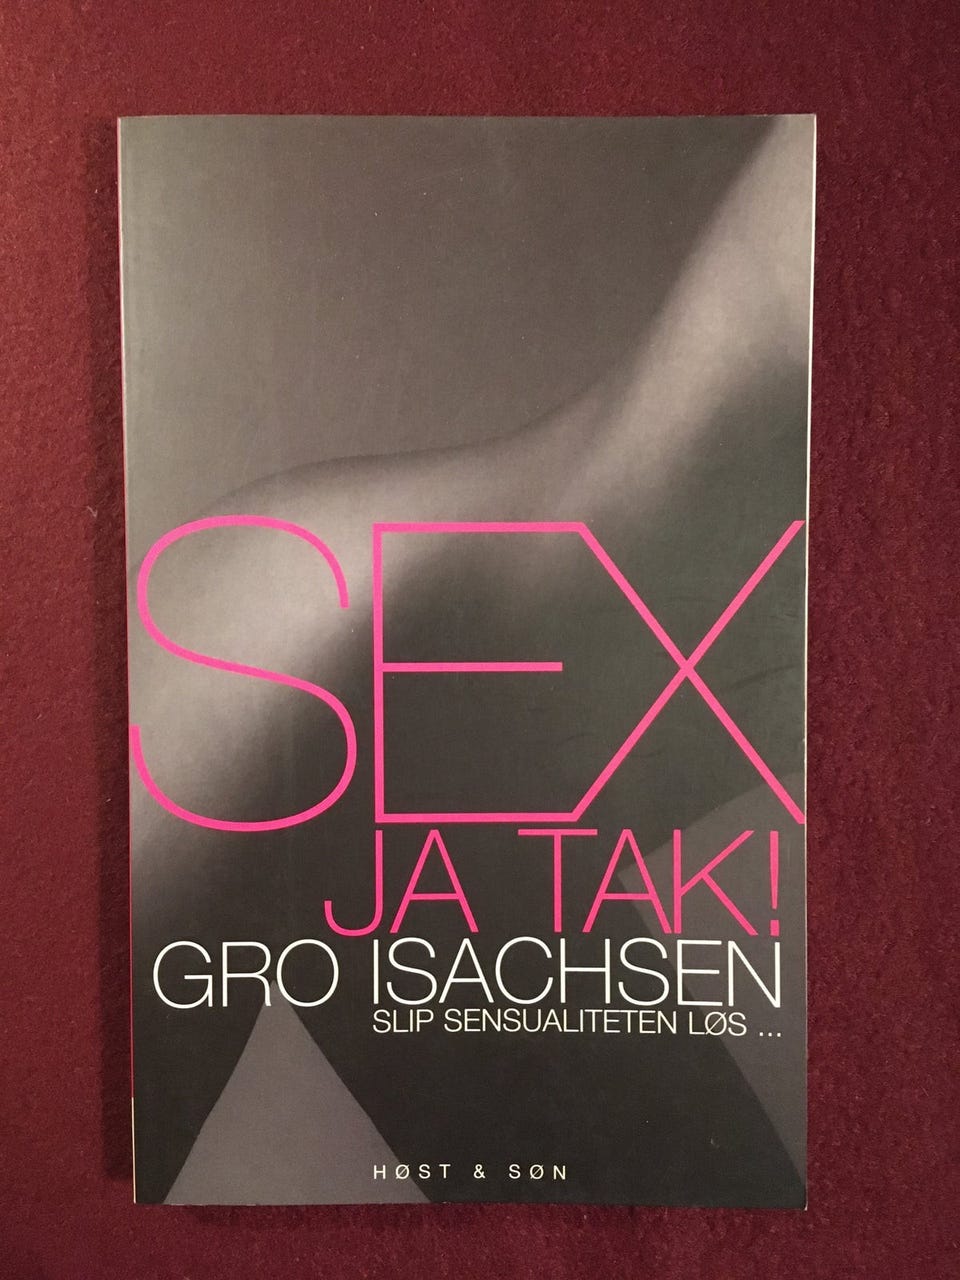 SEX
JA TAK!
GRO ISACHSEN
SLIP SENSUALITETEN LØS ...
HØST & SØN